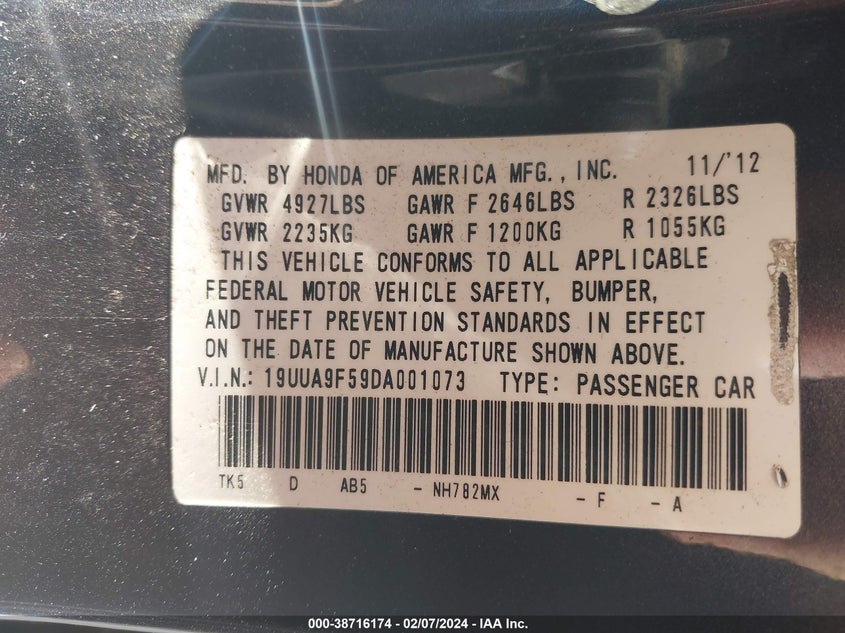 MFD. BY HONDA OF AMERICA MFG., INC. 11/'12
GVWR 4927LBS GAWR F 2646LBS R 2326LBS
GVWR 2235KG GAWR F 1200KG R 1055KG
THIS VEHICLE CONFORMS TO ALL APPLICABLE
FEDERAL MOTOR VEHICLE SAFETY, BUMPER,
AND THEFT PREVENTION STANDARDS IN EFFECT
ON THE DATE OF MANUFACTURE SHOWN ABOVE.
V.I.N.: 19UUA9F59DA001073 TYPE: PASSENGER CAR
TK5 D AB5 - NH782MX - F - A
000-38716174 - 02/07/2024 - IAA Inc.